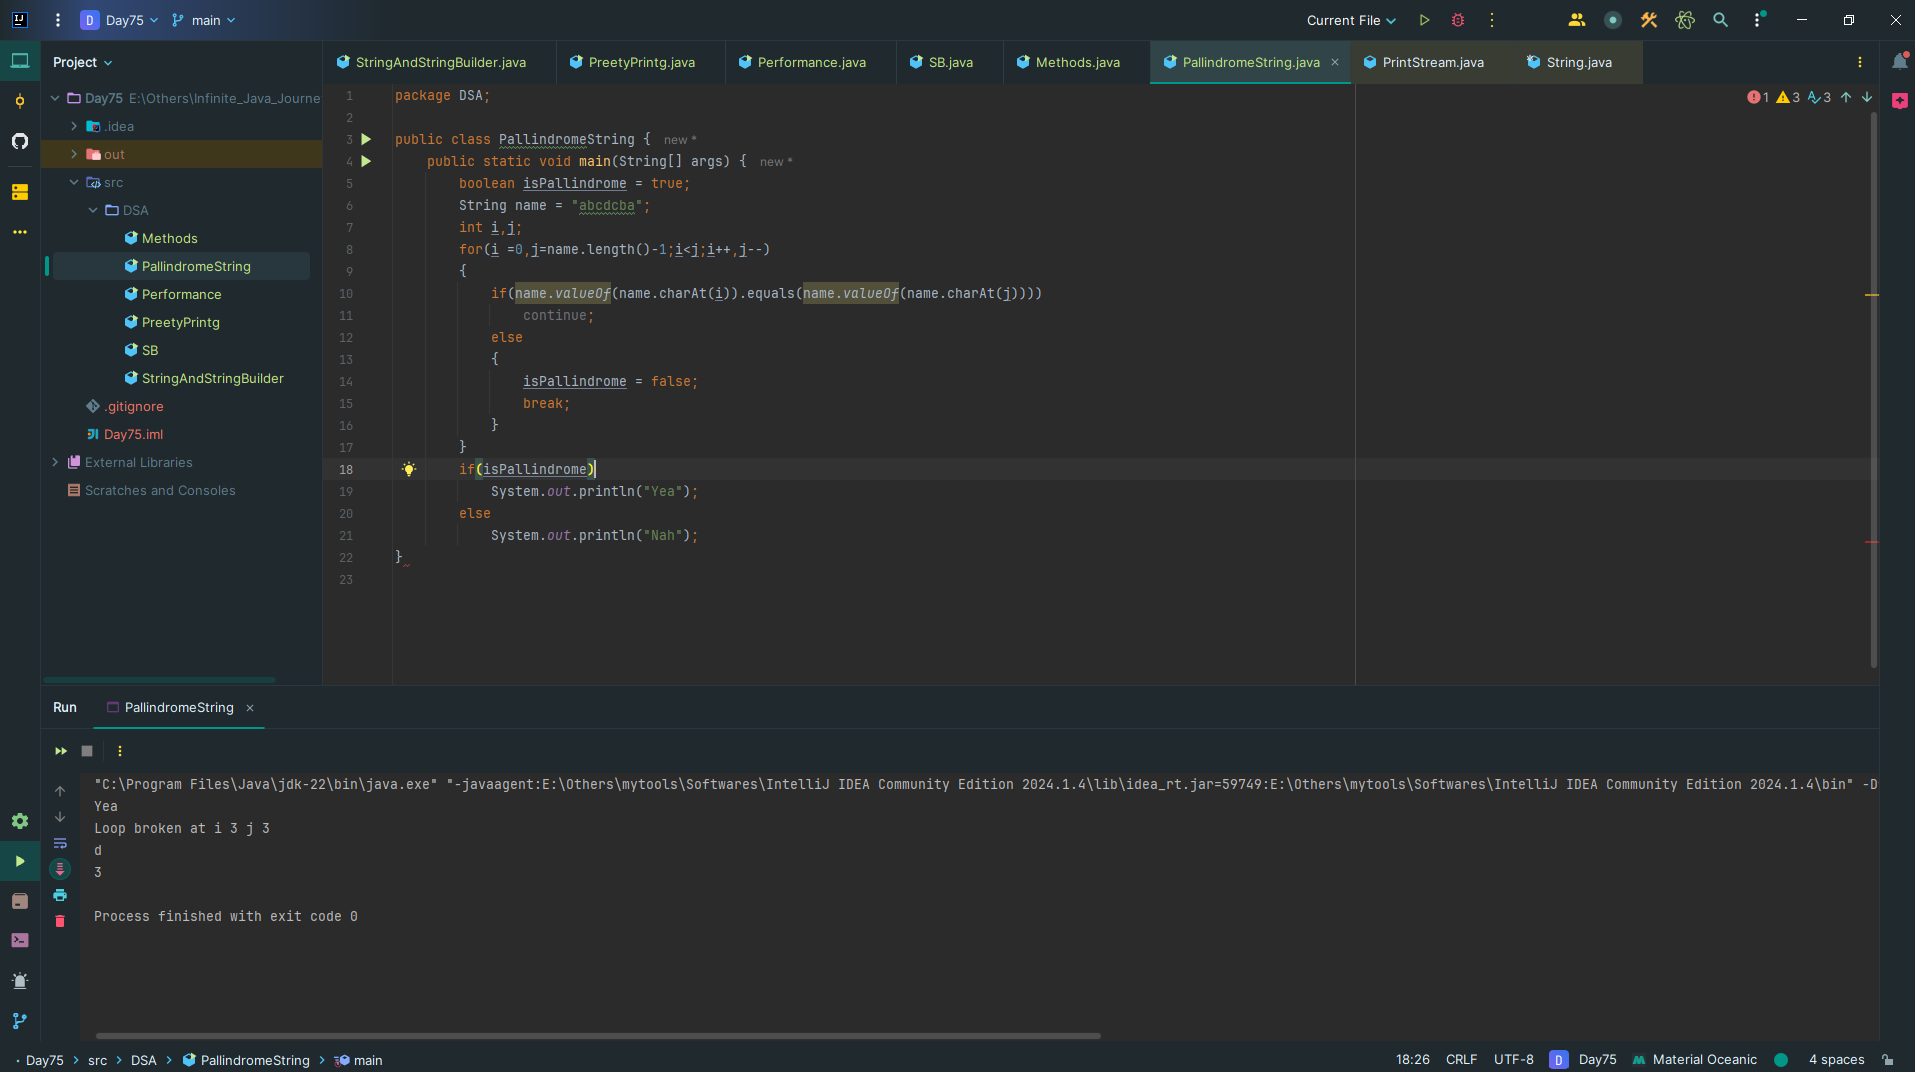 IJ
D Day75 main Current File
Project
StringAndStringBuilder.java PreetyPrintg.java Performance.java SB.java Methods.java PallindromeString.java PrintStream.java String.java
Day75 E:\Others\Infinite_Java_Journe
.idea
out
src
DSA
Methods
PallindromeString
Performance
PreetyPrintg
SB
StringAndStringBuilder
.gitignore
Day75.iml
External Libraries
Scratches and Consoles
1 3 3
1 package DSA;
2
3 public class PallindromeString { new *
4 public static void main(String[] args) { new *
5 boolean isPallindrome = true;
6 String name = "abcdcba";
7 int i,j;
8 for(i =0,j=name.length()-1;i<j;i++,j--)
9 {
10 if(name.valueOf(name.charAt(i)).equals(name.valueOf(name.charAt(j))))
11 continue;
12 else
13 {
14 isPallindrome = false;
15 break;
16 }
17 }
18 if(isPallindrome)
19 System.out.println("Yea");
20 else
21 System.out.println("Nah");
22 }
23
Run PallindromeString
"C:\Program Files\Java\jdk-22\bin\java.exe" "-javaagent:E:\Others\mytools\Softwares\IntelliJ IDEA Community Edition 2024.1.4\lib\idea_rt.jar=59749:E:\Others\mytools\Softwares\IntelliJ IDEA Community Edition 2024.1.4\bin" -D
Yea
Loop broken at i 3 j 3
d
3
Process finished with exit code 0
Day75 > src > DSA > PallindromeString > main 18:26 CRLF UTF-8 D Day75 Material Oceanic 4 spaces